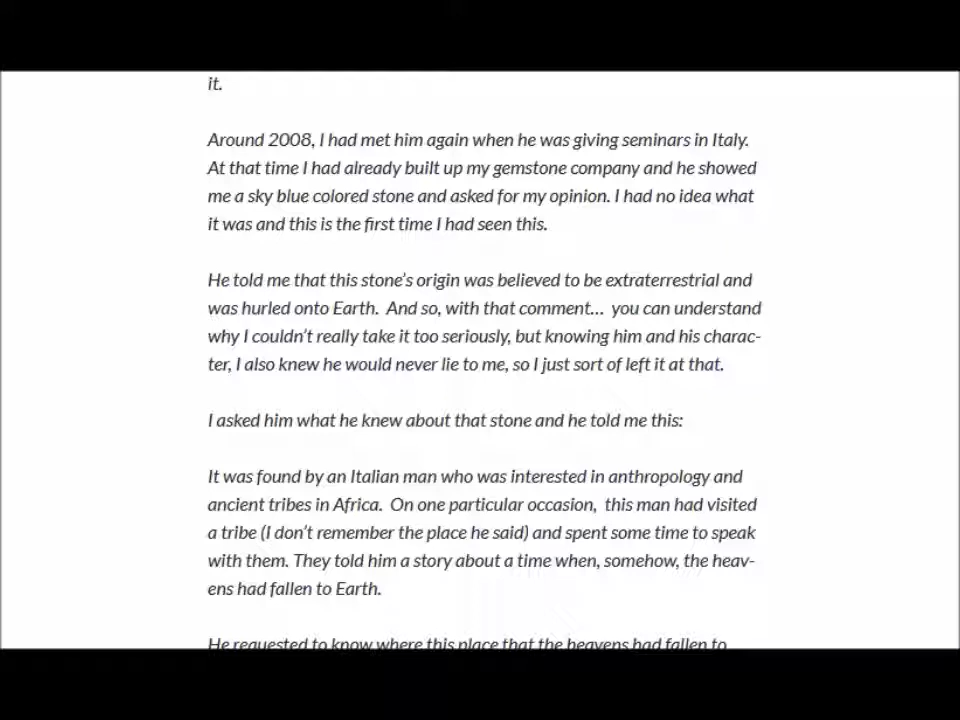 it.
Around 2008, I had met him again when he was giving seminars in Italy.
At that time I had already built up my gemstone company and he showed
me a sky blue colored stone and asked for my opinion. I had no idea what
it was and this is the first time I had seen this.
He told me that this stone's origin was believed to be extraterrestrial and
was hurled onto Earth.  And so, with that comment…  you can understand
why I couldn't really take it too seriously, but knowing him and his charac-
ter, I also knew he would never lie to me, so I just sort of left it at that.
I asked him what he knew about that stone and he told me this:
It was found by an Italian man who was interested in anthropology and
ancient tribes in Africa.  On one particular occasion,  this man had visited
a tribe (I don't remember the place he said) and spent some time to speak
with them. They told him a story about a time when, somehow, the heav-
ens had fallen to Earth.
He requested to know where this place that the heavens had fallen to